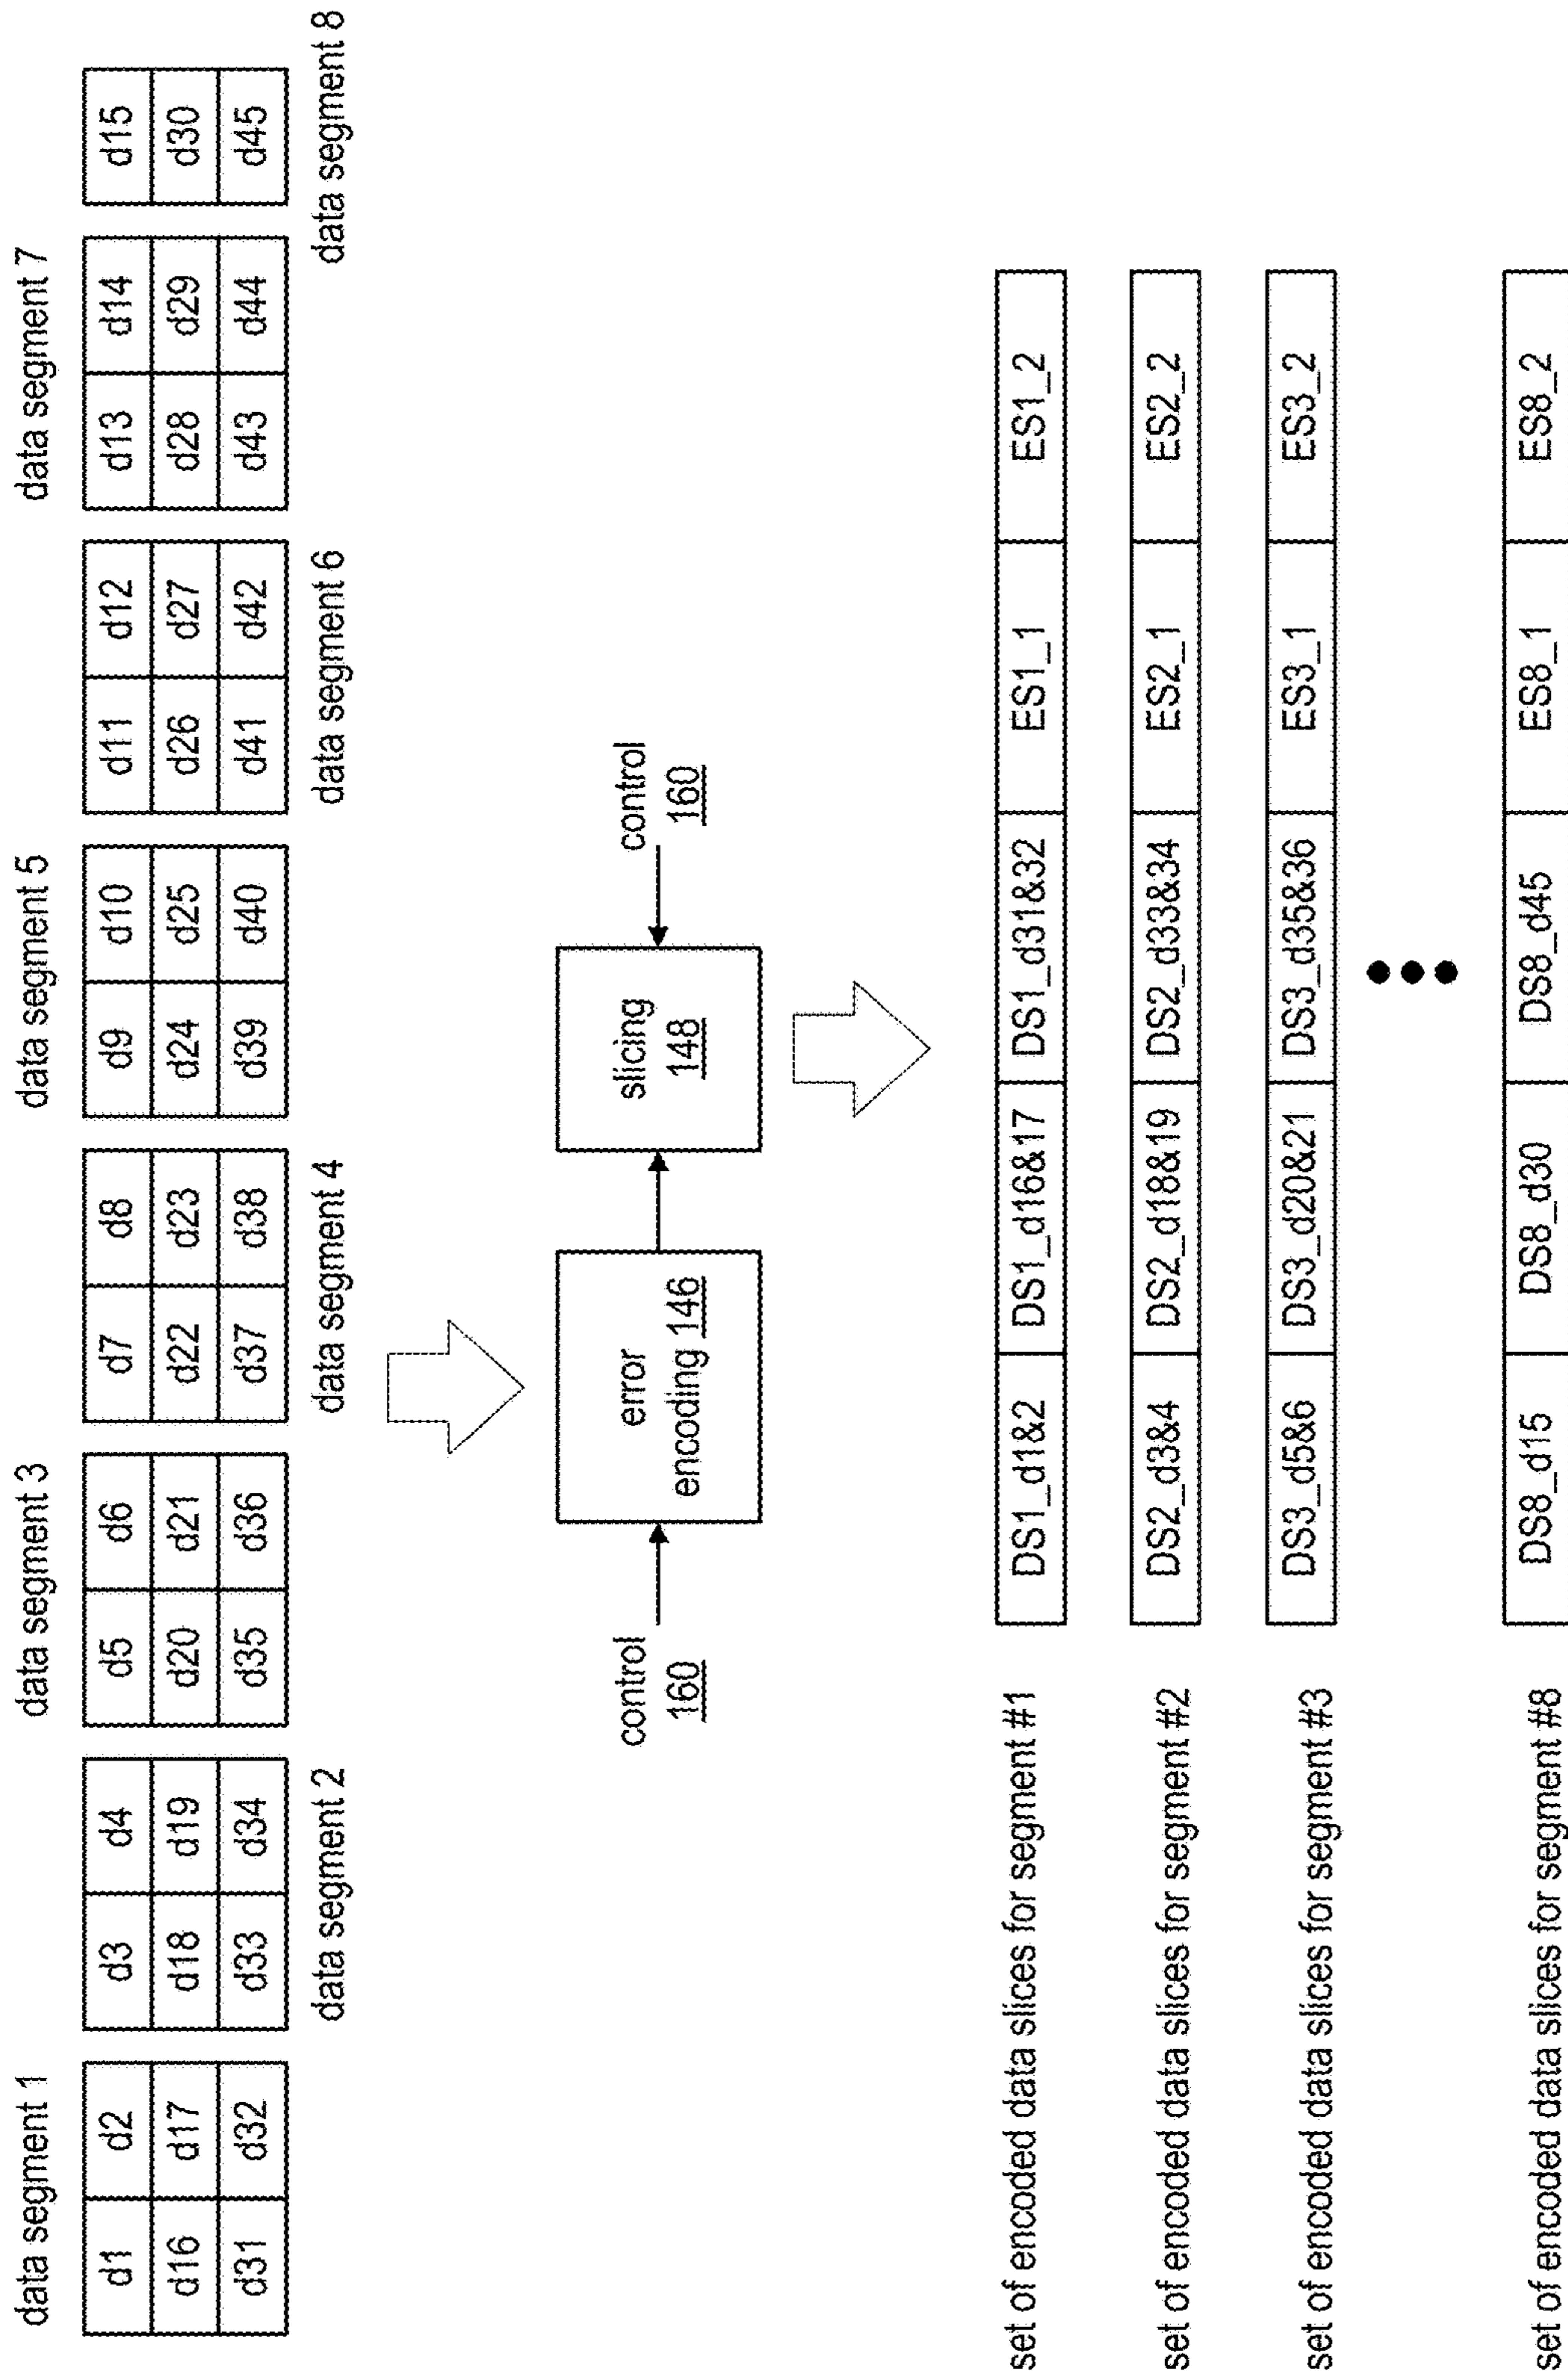 data segment 1
data segment 3
data segment 5
data segment 7
d1 d2 d3 d4 d5 d6 d7 d8 d9 d10 d11 d12 d13 d14 d15
d16 d17 d18 d19 d20 d21 d22 d23 d24 d25 d26 d27 d28 d29 d30
d31 d32 d33 d34 d35 d36 d37 d38 d39 d40 d41 d42 d43 d44 d45
data segment 2
data segment 4
data segment 6
data segment 8
control
160
error
encoding 146
slicing
148
control
160
set of encoded data slices for segment #1 DS1_d1&2 DS1_d16&17 DS1_d31&32 ES1_1 ES1_2
set of encoded data slices for segment #2 DS2_d3&4 DS2_d18&19 DS2_d33&34 ES2_1 ES2_2
set of encoded data slices for segment #3 DS3_d5&6 DS3_d20&21 DS3_d35&36 ES3_1 ES3_2
set of encoded data slices for segment #8 DS8_d15 DS8_d30 DS8_d45 ES8_1 ES8_2